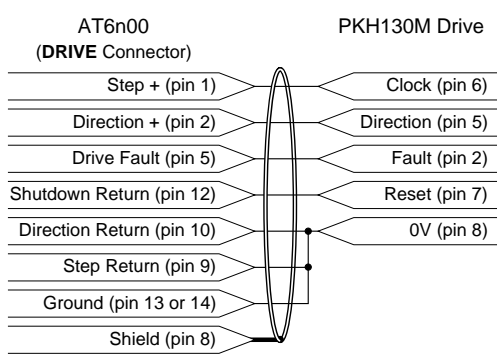 AT6n00 PKH130M Drive
(DRIVE Connector)
Step + (pin 1) Clock (pin 6)
Direction + (pin 2) Direction (pin 5)
Drive Fault (pin 5) Fault (pin 2)
Shutdown Return (pin 12) Reset (pin 7)
Direction Return (pin 10) 0V (pin 8)
Step Return (pin 9)
Ground (pin 13 or 14)
Shield (pin 8)